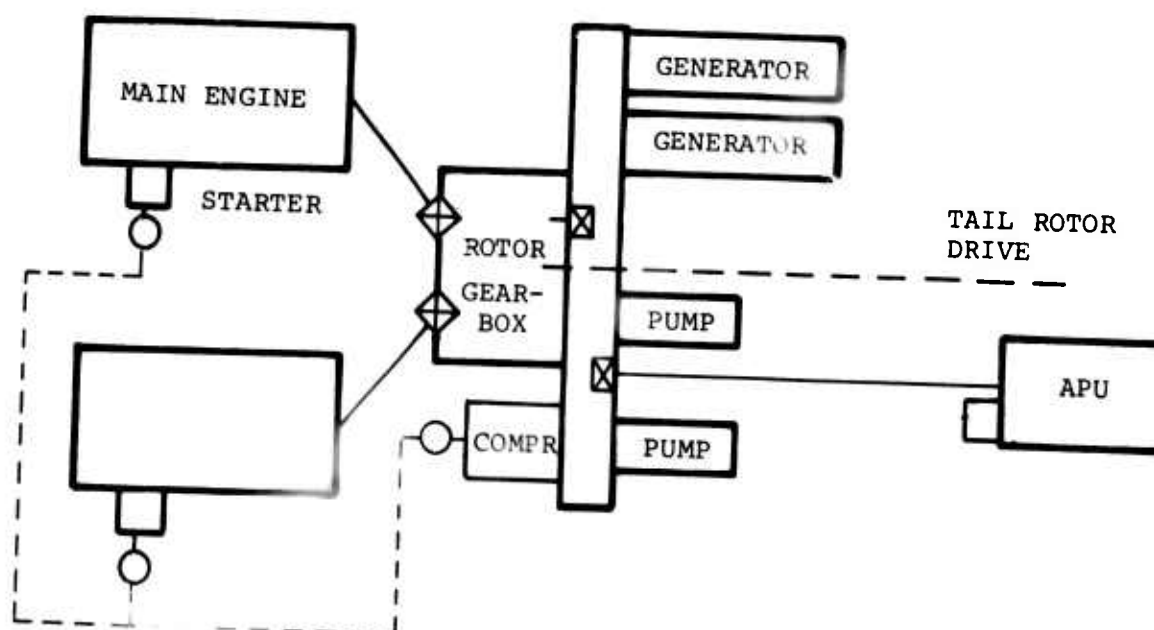 MAIN ENGINE
STARTER
GENERATOR
GENERATOR
TAIL ROTOR
DRIVE
ROTOR
GEAR-
BOX
PUMP
APU
COMPR
PUMP